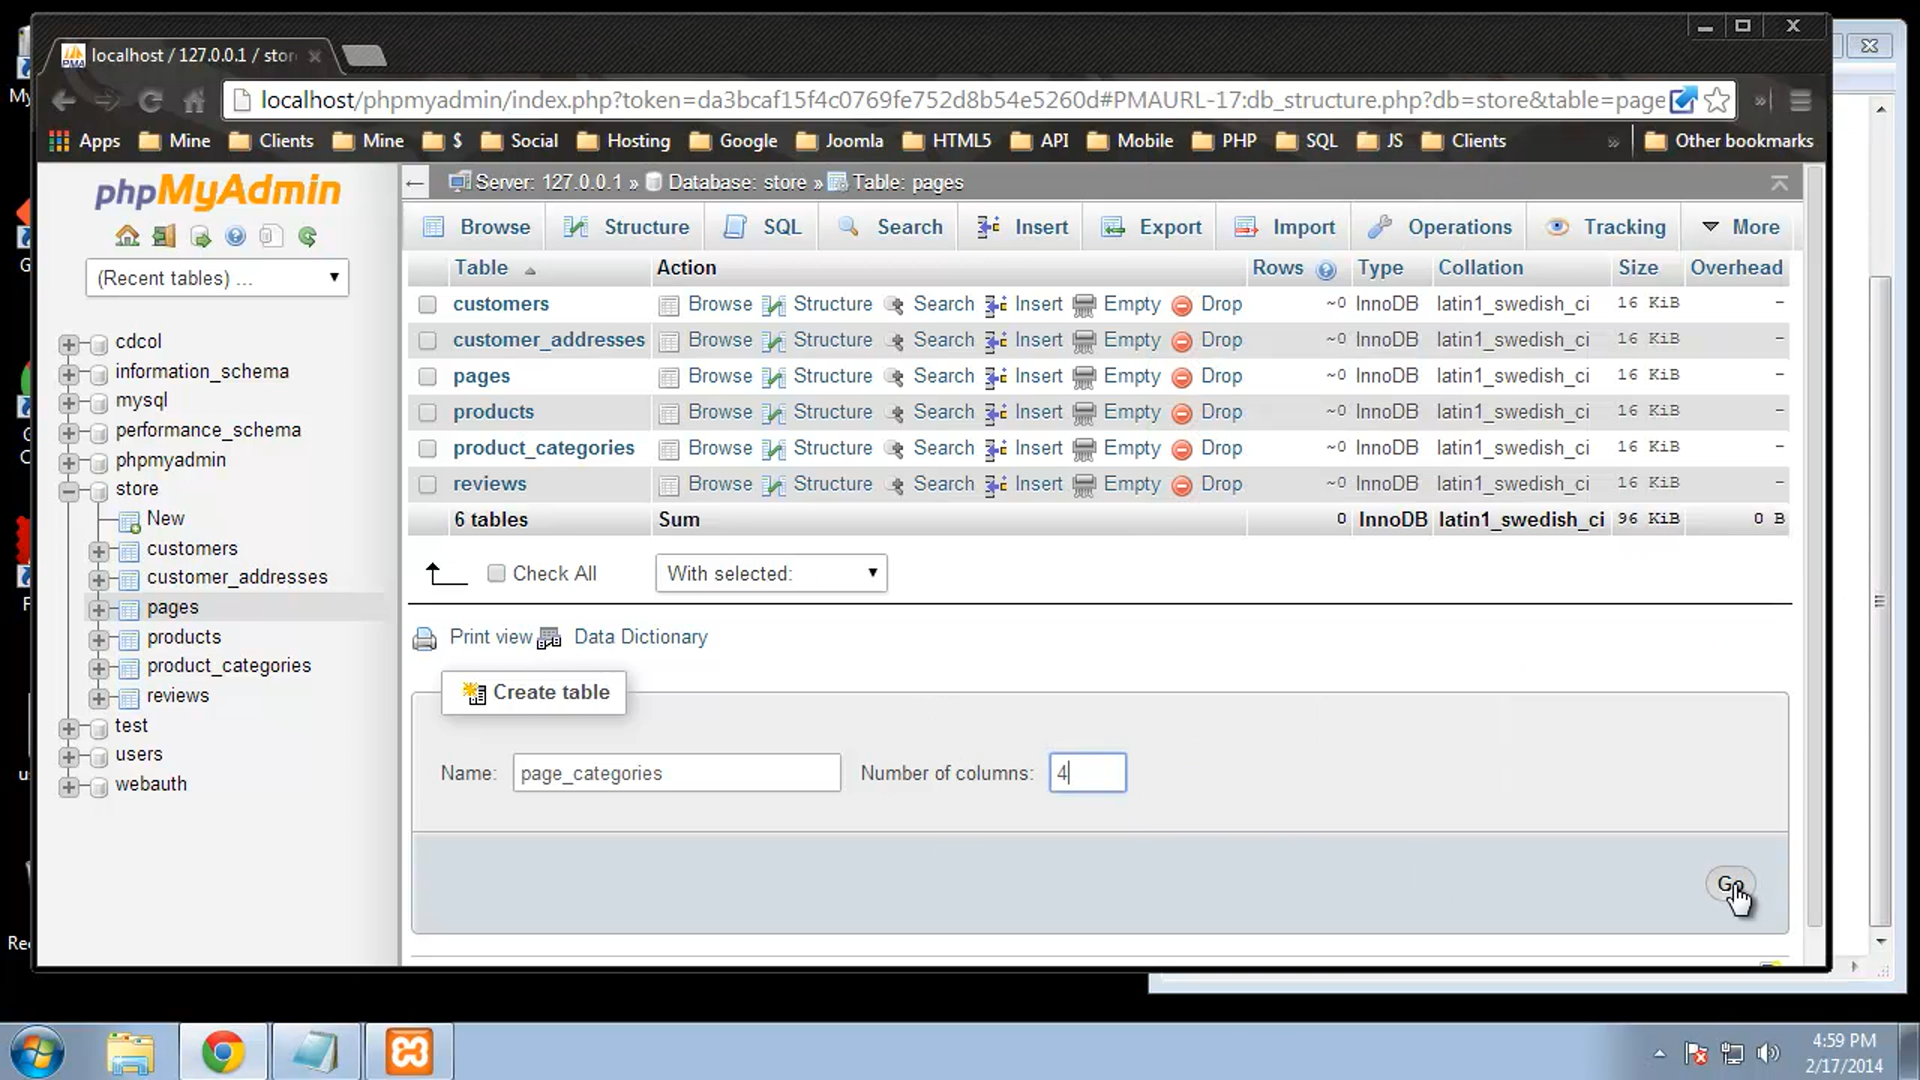 localhost / 127.0.0.1 / stor
localhost/phpmyadmin/index.php?token=da3bcaf15f4c0769fe752d8b54e5260d#PMAURL-17:db_structure.php?db=store&table=page
Apps Mine Clients Mine $ Social Hosting Google Joomla HTML5 API Mobile PHP SQL JS Clients » Other bookmarks
phpMyAdmin
(Recent tables) ...
cdcol
information_schema
mysql
performance_schema
phpmyadmin
store
New
customers
customer_addresses
pages
products
product_categories
reviews
test
users
webauth
Server: 127.0.0.1 » Database: store » Table: pages
Browse Structure SQL Search Insert Export Import Operations Tracking More
Table Action Rows Type Collation Size Overhead
customers Browse Structure Search Insert Empty Drop ~0 InnoDB latin1_swedish_ci 16 KiB -
customer_addresses Browse Structure Search Insert Empty Drop ~0 InnoDB latin1_swedish_ci 16 KiB -
pages Browse Structure Search Insert Empty Drop ~0 InnoDB latin1_swedish_ci 16 KiB -
products Browse Structure Search Insert Empty Drop ~0 InnoDB latin1_swedish_ci 16 KiB -
product_categories Browse Structure Search Insert Empty Drop ~0 InnoDB latin1_swedish_ci 16 KiB -
reviews Browse Structure Search Insert Empty Drop ~0 InnoDB latin1_swedish_ci 16 KiB -
6 tables Sum 0 InnoDB latin1_swedish_ci 96 KiB 0 B
Check All With selected:
Print view Data Dictionary
Create table
Name: page_categories Number of columns: 4
Go
4:59 PM
2/17/2014